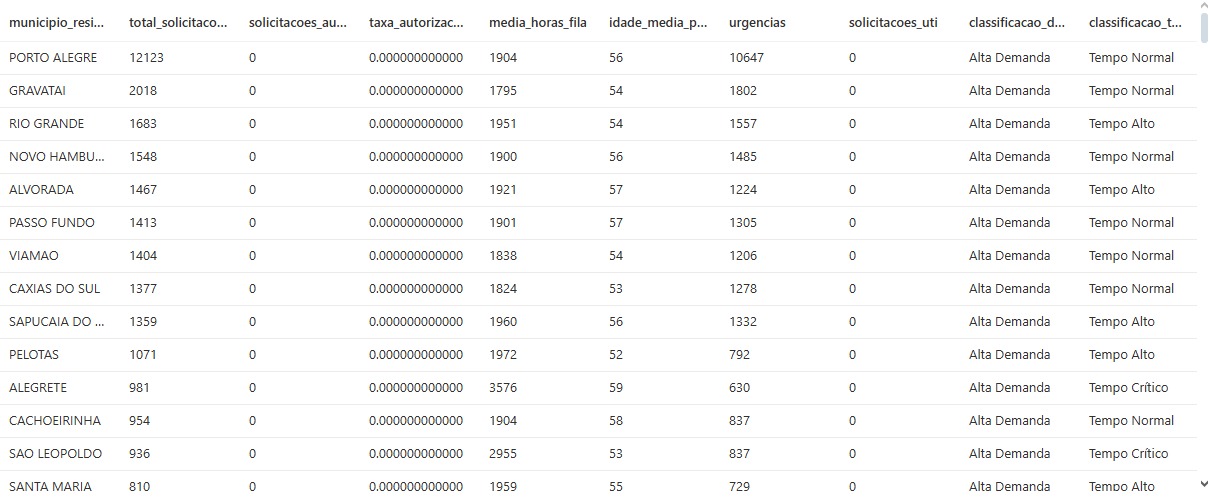 municipio_resi... total_solicitaco... solicitacoes_au... taxa_autorizac... media_horas_fila idade_media_p... urgencias solicitacoes_uti classificacao_d... classificacao_t...
PORTO ALEGRE 12123 0 0.000000000000 1904 56 10647 0 Alta Demanda Tempo Normal
GRAVATAI 2018 0 0.000000000000 1795 54 1802 0 Alta Demanda Tempo Normal
RIO GRANDE 1683 0 0.000000000000 1951 54 1557 0 Alta Demanda Tempo Alto
NOVO HAMBU... 1548 0 0.000000000000 1900 56 1485 0 Alta Demanda Tempo Normal
ALVORADA 1467 0 0.000000000000 1921 57 1224 0 Alta Demanda Tempo Alto
PASSO FUNDO 1413 0 0.000000000000 1901 57 1305 0 Alta Demanda Tempo Normal
VIAMAO 1404 0 0.000000000000 1838 54 1206 0 Alta Demanda Tempo Normal
CAXIAS DO SUL 1377 0 0.000000000000 1824 53 1278 0 Alta Demanda Tempo Normal
SAPUCAIA DO ... 1359 0 0.000000000000 1960 56 1332 0 Alta Demanda Tempo Alto
PELOTAS 1071 0 0.000000000000 1972 52 792 0 Alta Demanda Tempo Alto
ALEGRETE 981 0 0.000000000000 3576 59 630 0 Alta Demanda Tempo Crítico
CACHOEIRINHA 954 0 0.000000000000 1904 58 837 0 Alta Demanda Tempo Normal
SAO LEOPOLDO 936 0 0.000000000000 2955 53 837 0 Alta Demanda Tempo Crítico
SANTA MARIA 810 0 0.000000000000 1959 55 729 0 Alta Demanda Tempo Alto